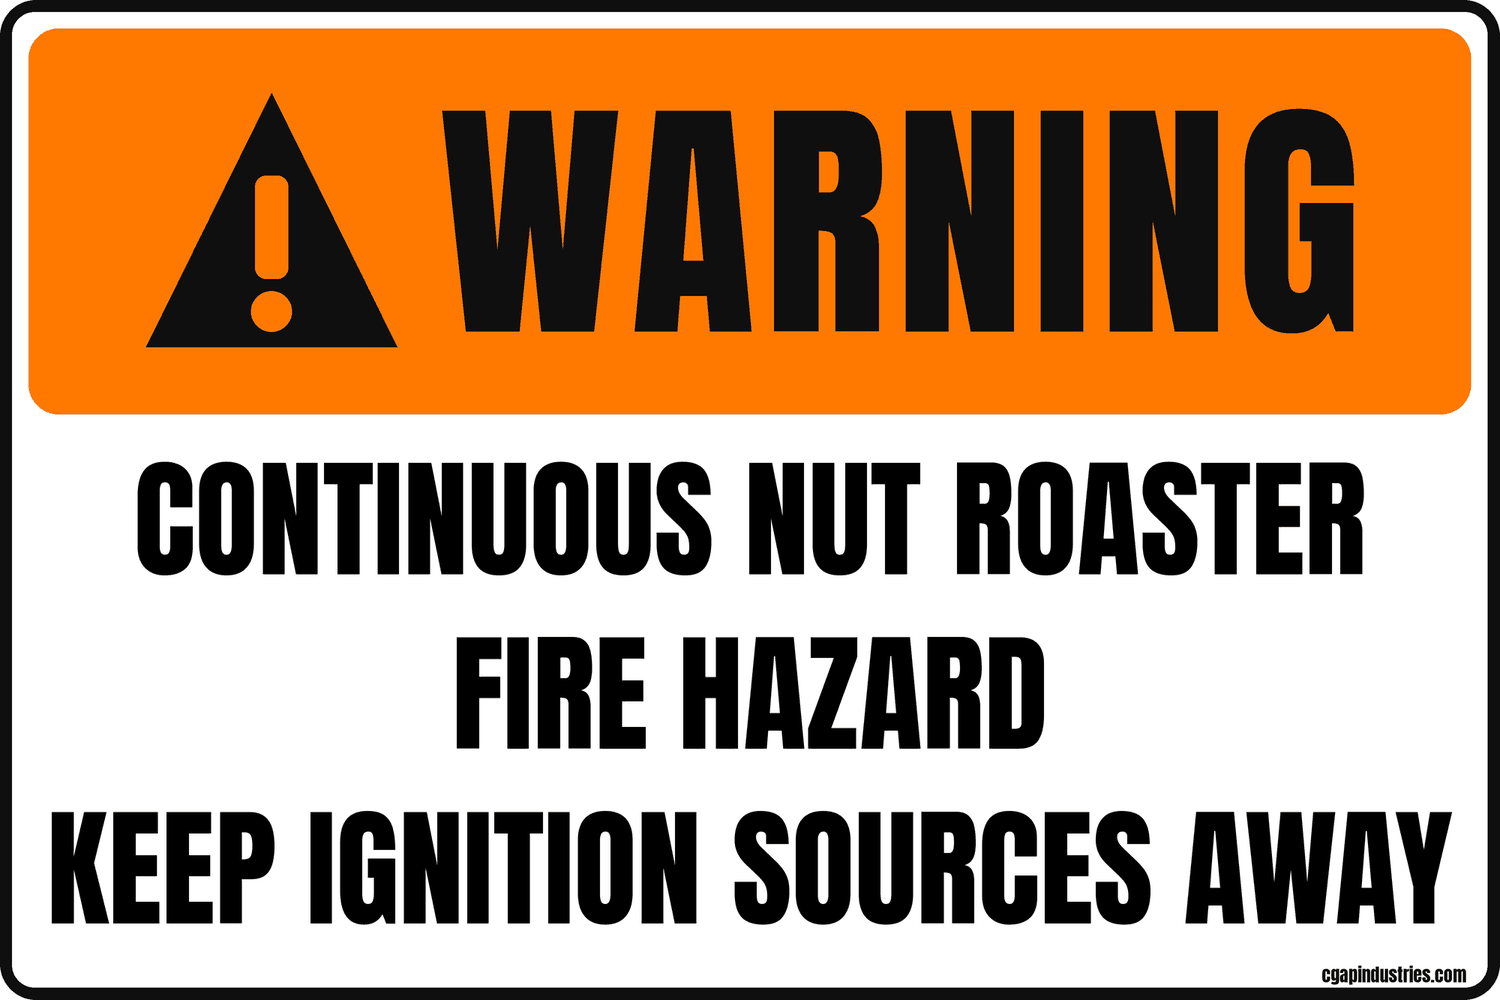 WARNING
CONTINUOUS NUT ROASTER
FIRE HAZARD
KEEP IGNITION SOURCES AWAY
cgapindustries.com